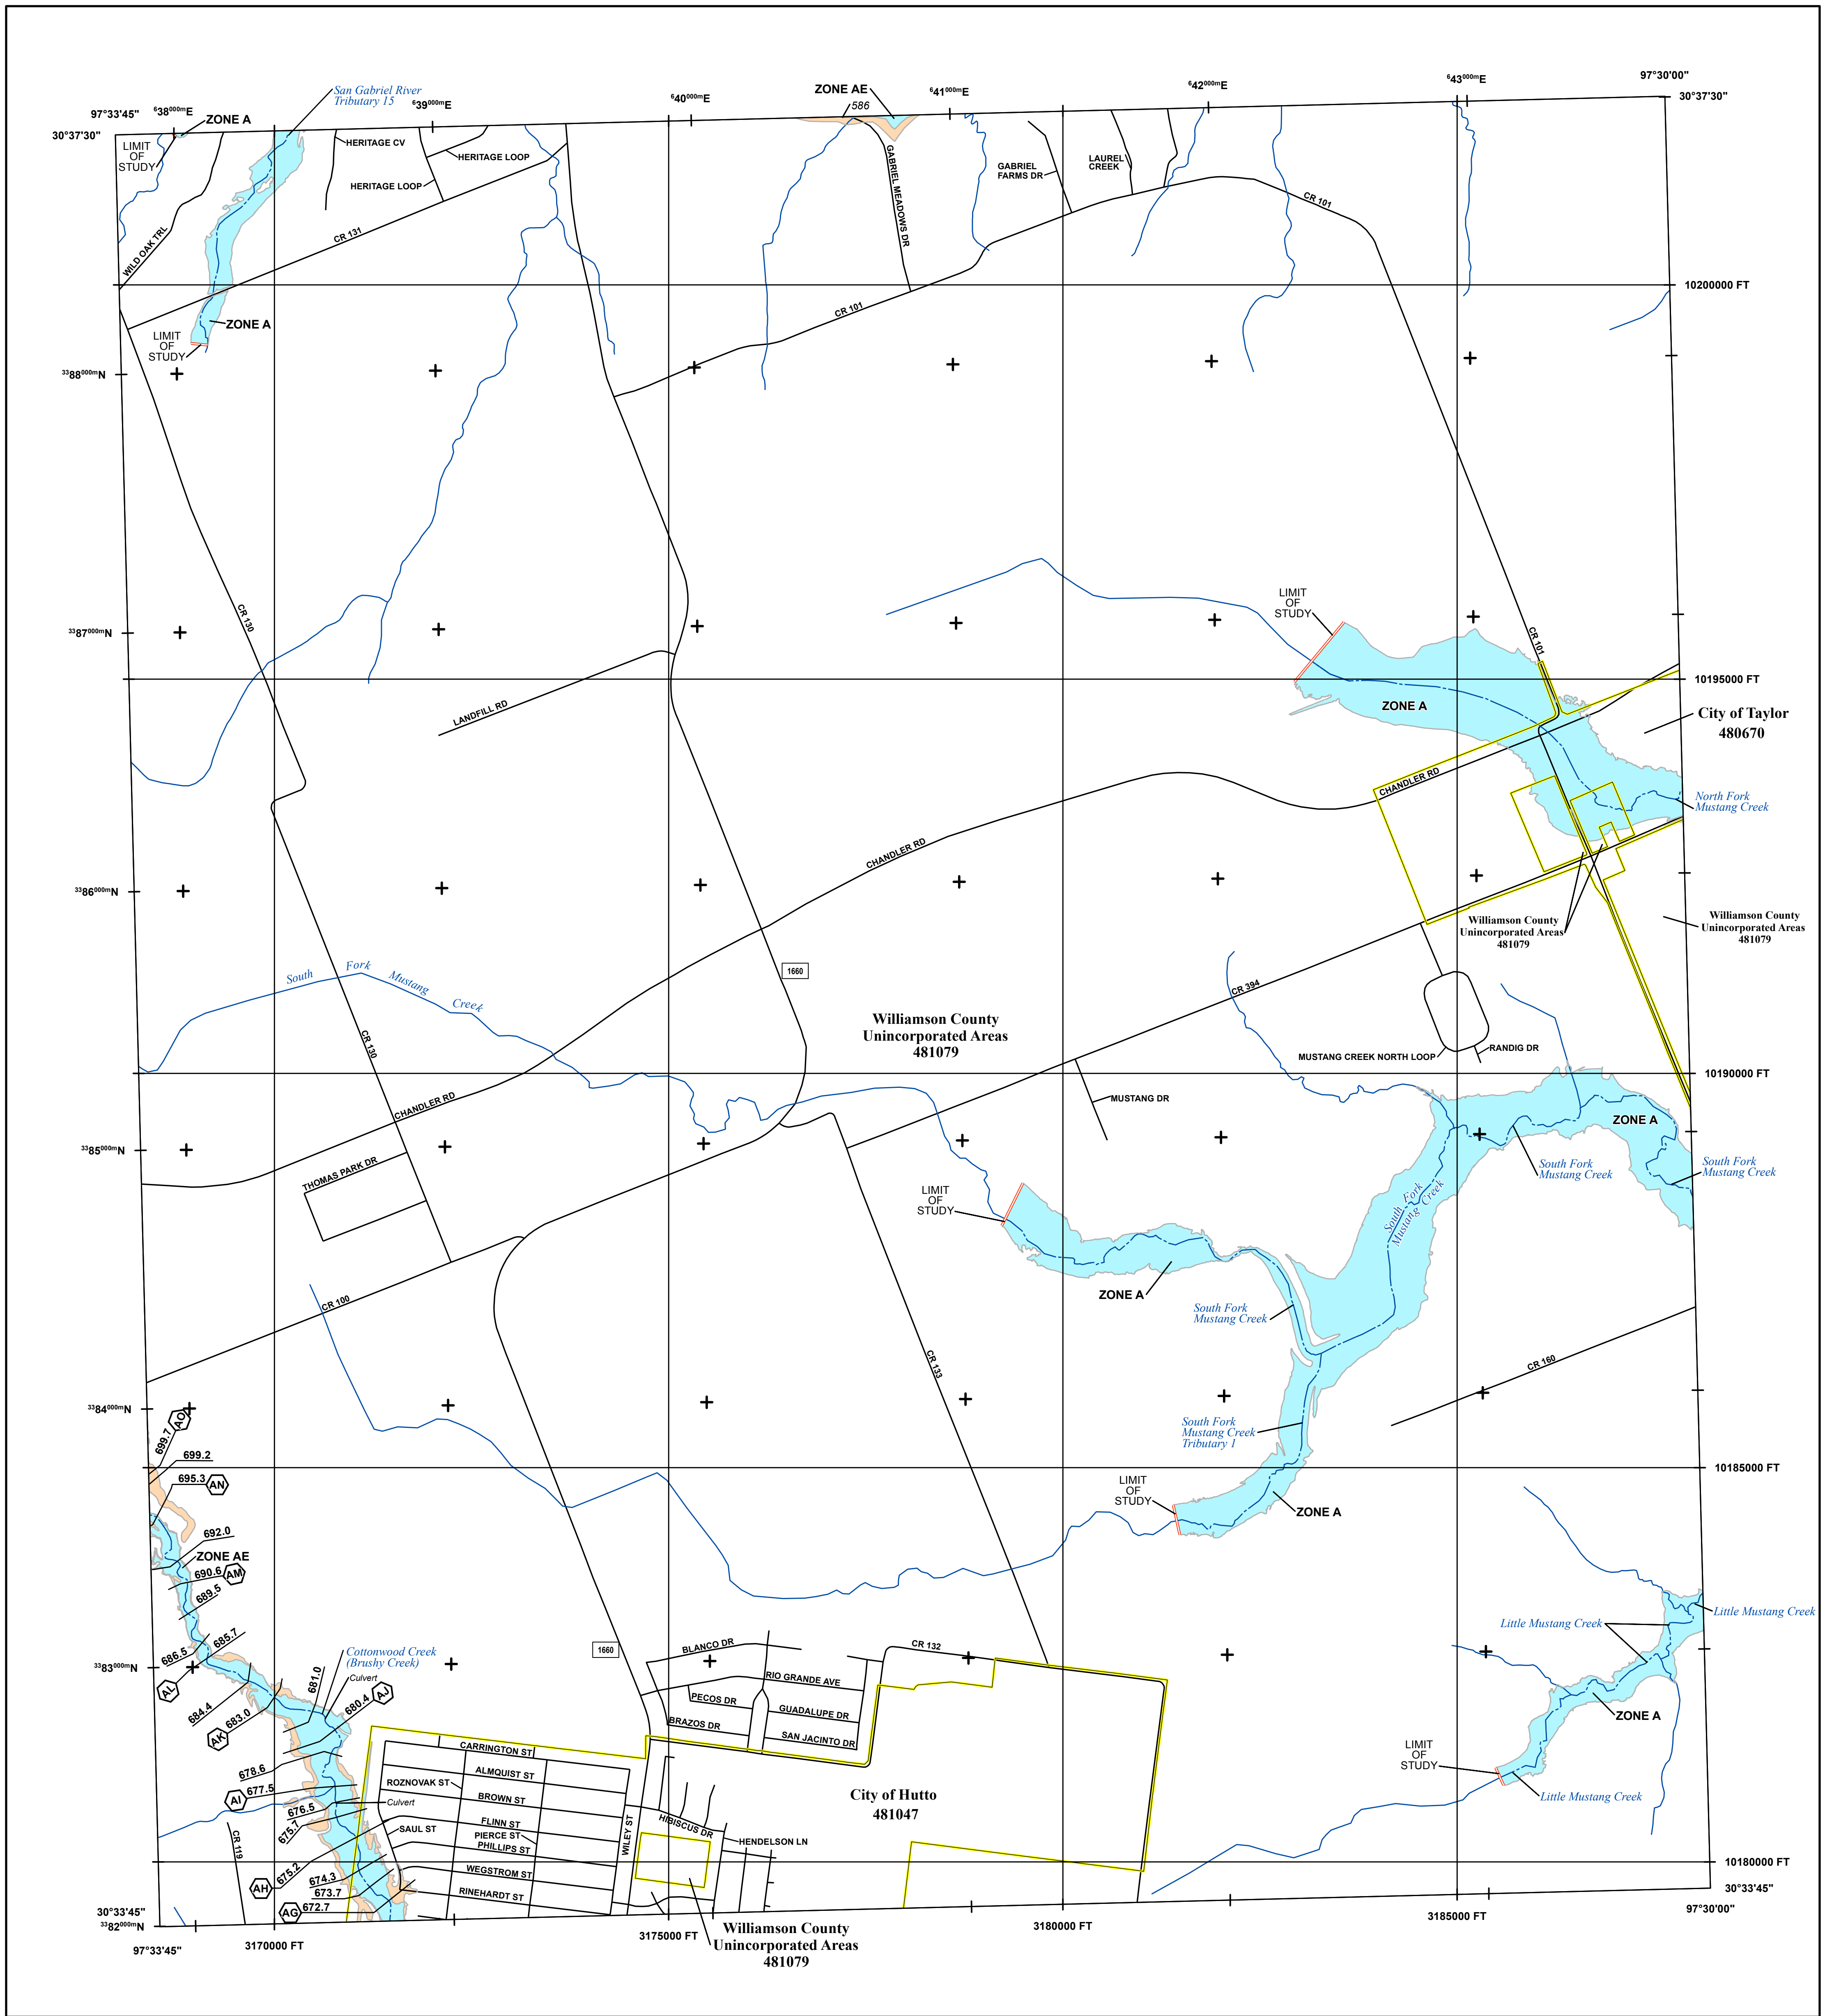 San Gabriel River
Tributary 15
97°33'45"
638000mE
ZONE A
639000mE
640000mE
ZONE AE
586
641000mE
642000mE
643000mE
97°30'00"
30°37'30"
30°37'30"
LIMIT
OF
STUDY
HERITAGE CV
HERITAGE LOOP
HERITAGE LOOP
WILD OAK TRL
CR 131
GABRIEL MEADOWS DR
GABRIEL
FARMS DR
LAUREL
CREEK
CR 101
10200000 FT
CR 101
ZONE A
LIMIT
OF
STUDY
3388000mN
CR 130
3387000mN
LIMIT
OF
STUDY
CR 101
LANDFILL RD
ZONE A
10195000 FT
City of Taylor
480670
CHANDLER RD
North Fork
Mustang Creek
CHANDLER RD
3386000mN
Williamson County
Unincorporated Areas
481079
Williamson County
Unincorporated Areas
481079
South Fork Mustang Creek
1660
CR 394
Williamson County
Unincorporated Areas
481079
CR 130
MUSTANG CREEK NORTH LOOP
RANDIG DR
10190000 FT
CHANDLER RD
MUSTANG DR
ZONE A
3385000mN
THOMAS PARK DR
South Fork
Mustang Creek
South Fork
Mustang Creek
LIMIT
OF
STUDY
South Fork
Mustang Creek
ZONE A
South Fork
Mustang Creek
CR 100
CR 133
CR 160
3384000mN
AO
699.7
South Fork
Mustang Creek
Tributary 1
699.2
695.3 AN
10185000 FT
LIMIT
OF
STUDY
ZONE A
692.0
ZONE AE
690.6 AM
689.5
685.7
686.5
Little Mustang Creek
Little Mustang Creek
3383000mN
AL
Cottonwood Creek
(Brushy Creek)
Culvert
681.0
680.4 AJ
684.4
683.0
AK
1660
BLANCO DR
CR 132
RIO GRANDE AVE
PECOS DR
GUADALUPE DR
BRAZOS DR
SAN JACINTO DR
ZONE A
CARRINGTON ST
LIMIT
OF
STUDY
678.6
ALMQUIST ST
ROZNOVAK ST
AI 677.5
BROWN ST
City of Hutto
481047
Little Mustang Creek
Culvert
676.5
675.7
FLINN ST
SAUL ST
PIERCE ST
PHILLIPS ST
WILEY ST
HIBISCUS DR
HENDELSON LN
CR 119
10180000 FT
AH 675.2
674.3
673.7
WEGSTROM ST
RINEHARDT ST
AG 672.7
30°33'45"
30°33'45"
3382000mN
97°33'45"
3170000 FT
3175000 FT
Williamson County
Unincorporated Areas
481079
3180000 FT
3185000 FT
97°30'00"